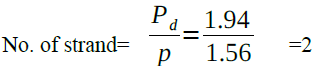 No. of strand= P_d/p = 1.94/1.56 =2